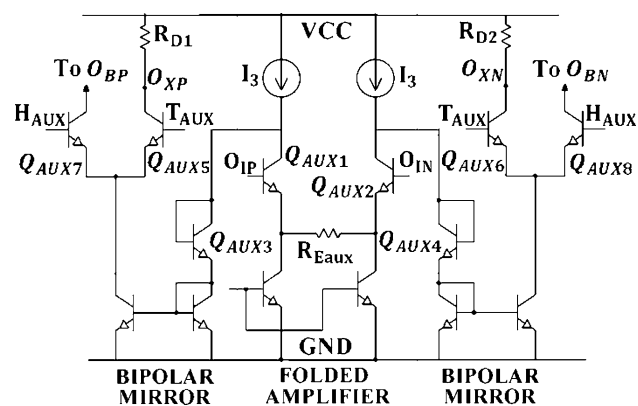 VCC
R_D1
R_D2
To O_BP
O_XP
I_3
I_3
O_XN
To O_BN
H_AUX
T_AUX
T_AUX
H_AUX
Q_AUX7
Q_AUX5
O_IP
Q_AUX1
Q_AUX2
O_IN
Q_AUX6
Q_AUX8
Q_AUX3
R_Eaux
Q_AUX4
GND
BIPOLAR
MIRROR
FOLDED
AMPLIFIER
BIPOLAR
MIRROR